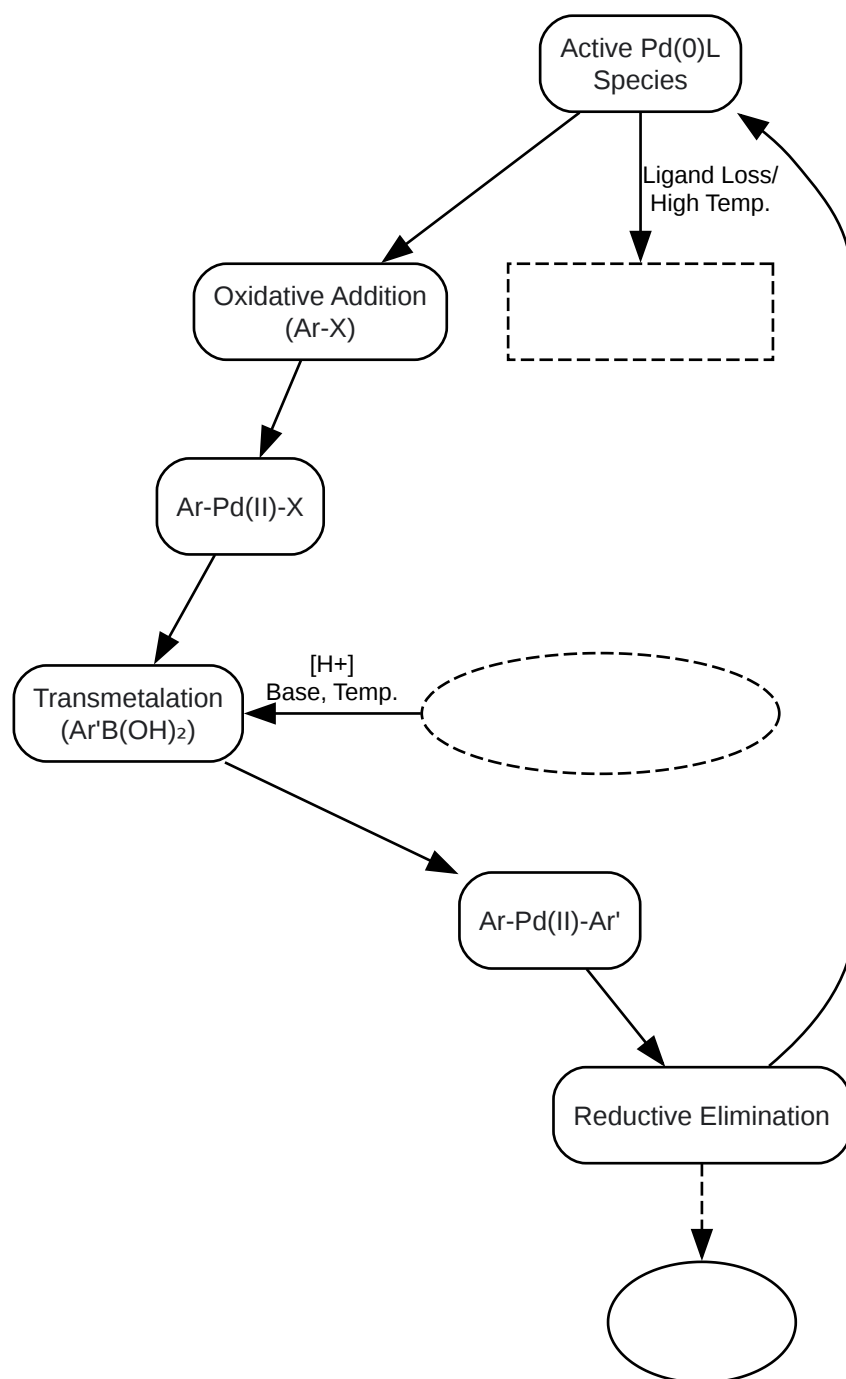 Active Pd(0)L
Species
Ligand Loss/
High Temp.
Oxidative Addition
(Ar-X)
Ar-Pd(II)-X
[H+]
Base, Temp.
Transmetalation
(Ar'B(OH)₂)
Ar-Pd(II)-Ar'
Reductive Elimination